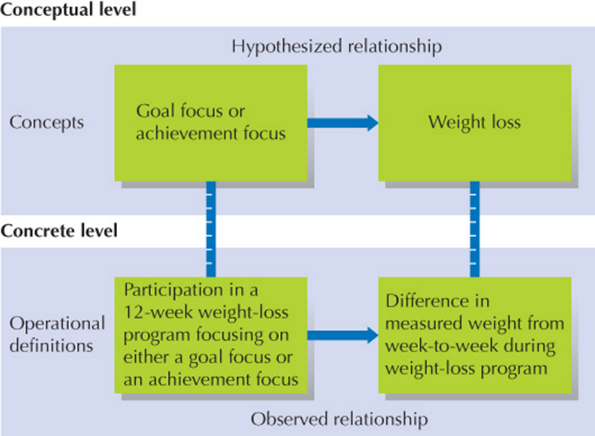 Conceptual level
Hypothesized relationship
Concepts
Goal focus or
achievement focus
Weight loss
Concrete level
Operational
definitions
Participation in a
12-week weight-loss
program focusing on
either a goal focus or
an achievement focus
Difference in
measured weight from
week-to-week during
weight-loss program
Observed relationship